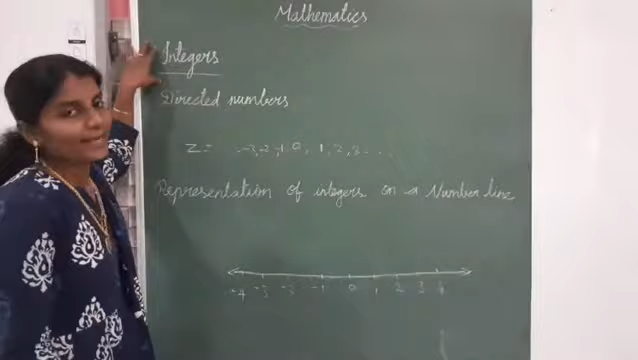 Mathematics
Integers
Directed numbers
Z = ..-3,-2,-1,0,1,2,3...
Representation of integers on a Number line
-4 -3 -2 -1 0 1 2 3 4